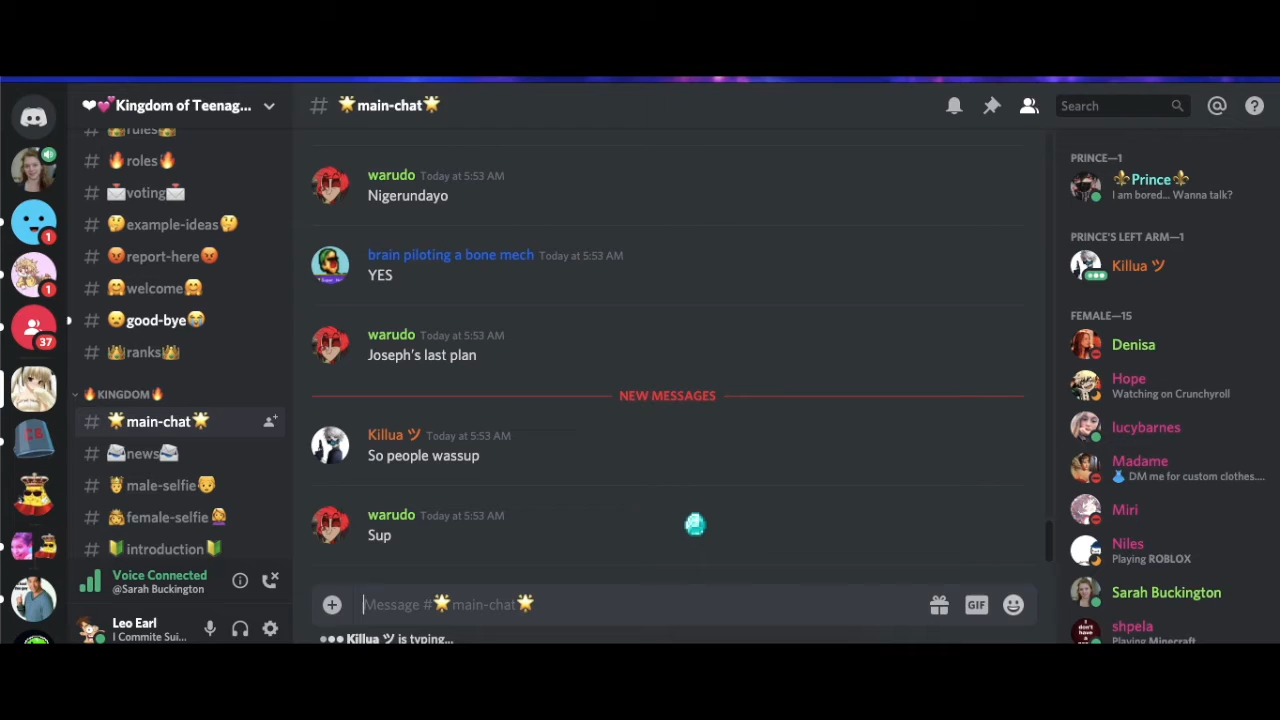 ❤💕Kingdom of Teenag...
rules
🔥roles🔥
📩voting📩
🤔example-ideas🤔
😡report-here😡
🤗welcome🤗
😦good-bye😭
👑ranks👑
🔥KINGDOM🔥
🌟main-chat🌟
📨news📨
🤴male-selfie👨
👸female-selfie🙎‍♀️
🔰introduction🔰
Voice Connected
@Sarah Buckington
Leo Earl
I Commite Sui...
1
1
37
CB
# 🌟main-chat🌟
Search
warudo Today at 5:53 AM
Nigerundayo
brain piloting a bone mech Today at 5:53 AM
YES
warudo Today at 5:53 AM
Joseph's last plan
NEW MESSAGES
Killua ツ Today at 5:53 AM
So people wassup
warudo Today at 5:53 AM
Sup
Message #🌟main-chat🌟
GIF
Killua ツ is typing...
PRINCE—1
⚜Prince⚜
I am bored... Wanna talk?
PRINCE'S LEFT ARM—1
Killua ツ
FEMALE—15
Denisa
Hope
Watching on Crunchyroll
lucybarnes
Madame
👗 DM me for custom clothes....
Miri
Niles
Playing ROBLOX
Sarah Buckington
shpela
Playing Minecraft